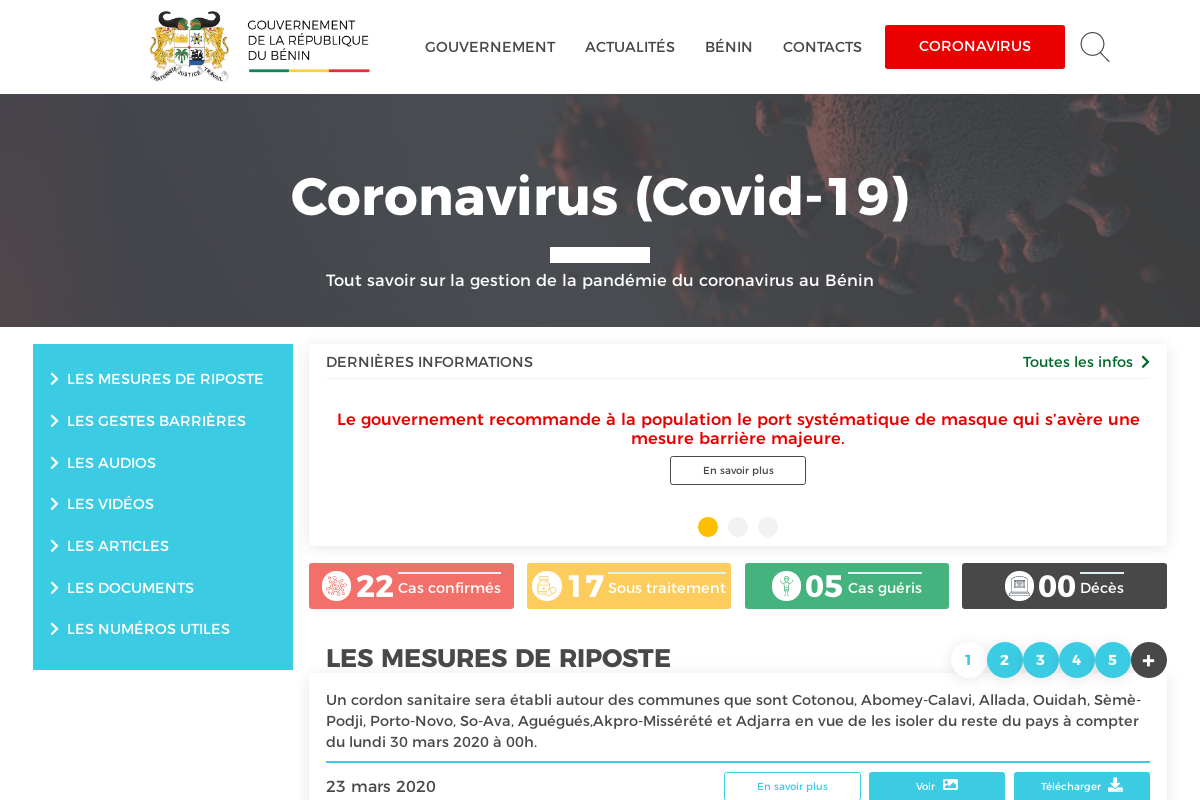 GOUVERNEMENT
DE LA RÉPUBLIQUE
DU BÉNIN
FRATERNITÉ JUSTICE TRAVAIL
GOUVERNEMENT
ACTUALITÉS
BÉNIN
CONTACTS
CORONAVIRUS
Coronavirus (Covid-19)
Tout savoir sur la gestion de la pandémie du coronavirus au Bénin
LES MESURES DE RIPOSTE
LES GESTES BARRIÈRES
LES AUDIOS
LES VIDÉOS
LES ARTICLES
LES DOCUMENTS
LES NUMÉROS UTILES
DERNIÈRES INFORMATIONS
Toutes les infos
Le gouvernement recommande à la population le port systématique de masque qui s’avère une
mesure barrière majeure.
En savoir plus
22 Cas confirmés
17 Sous traitement
05 Cas guéris
00 Décès
LES MESURES DE RIPOSTE
1 2 3 4 5 +
Un cordon sanitaire sera établi autour des communes que sont Cotonou, Abomey-Calavi, Allada, Ouidah, Sèmè-
Podji, Porto-Novo, So-Ava, Aguégués,Akpro-Missérété et Adjarra en vue de les isoler du reste du pays à compter
du lundi 30 mars 2020 à 00h.
23 mars 2020
En savoir plus
Voir
Télécharger